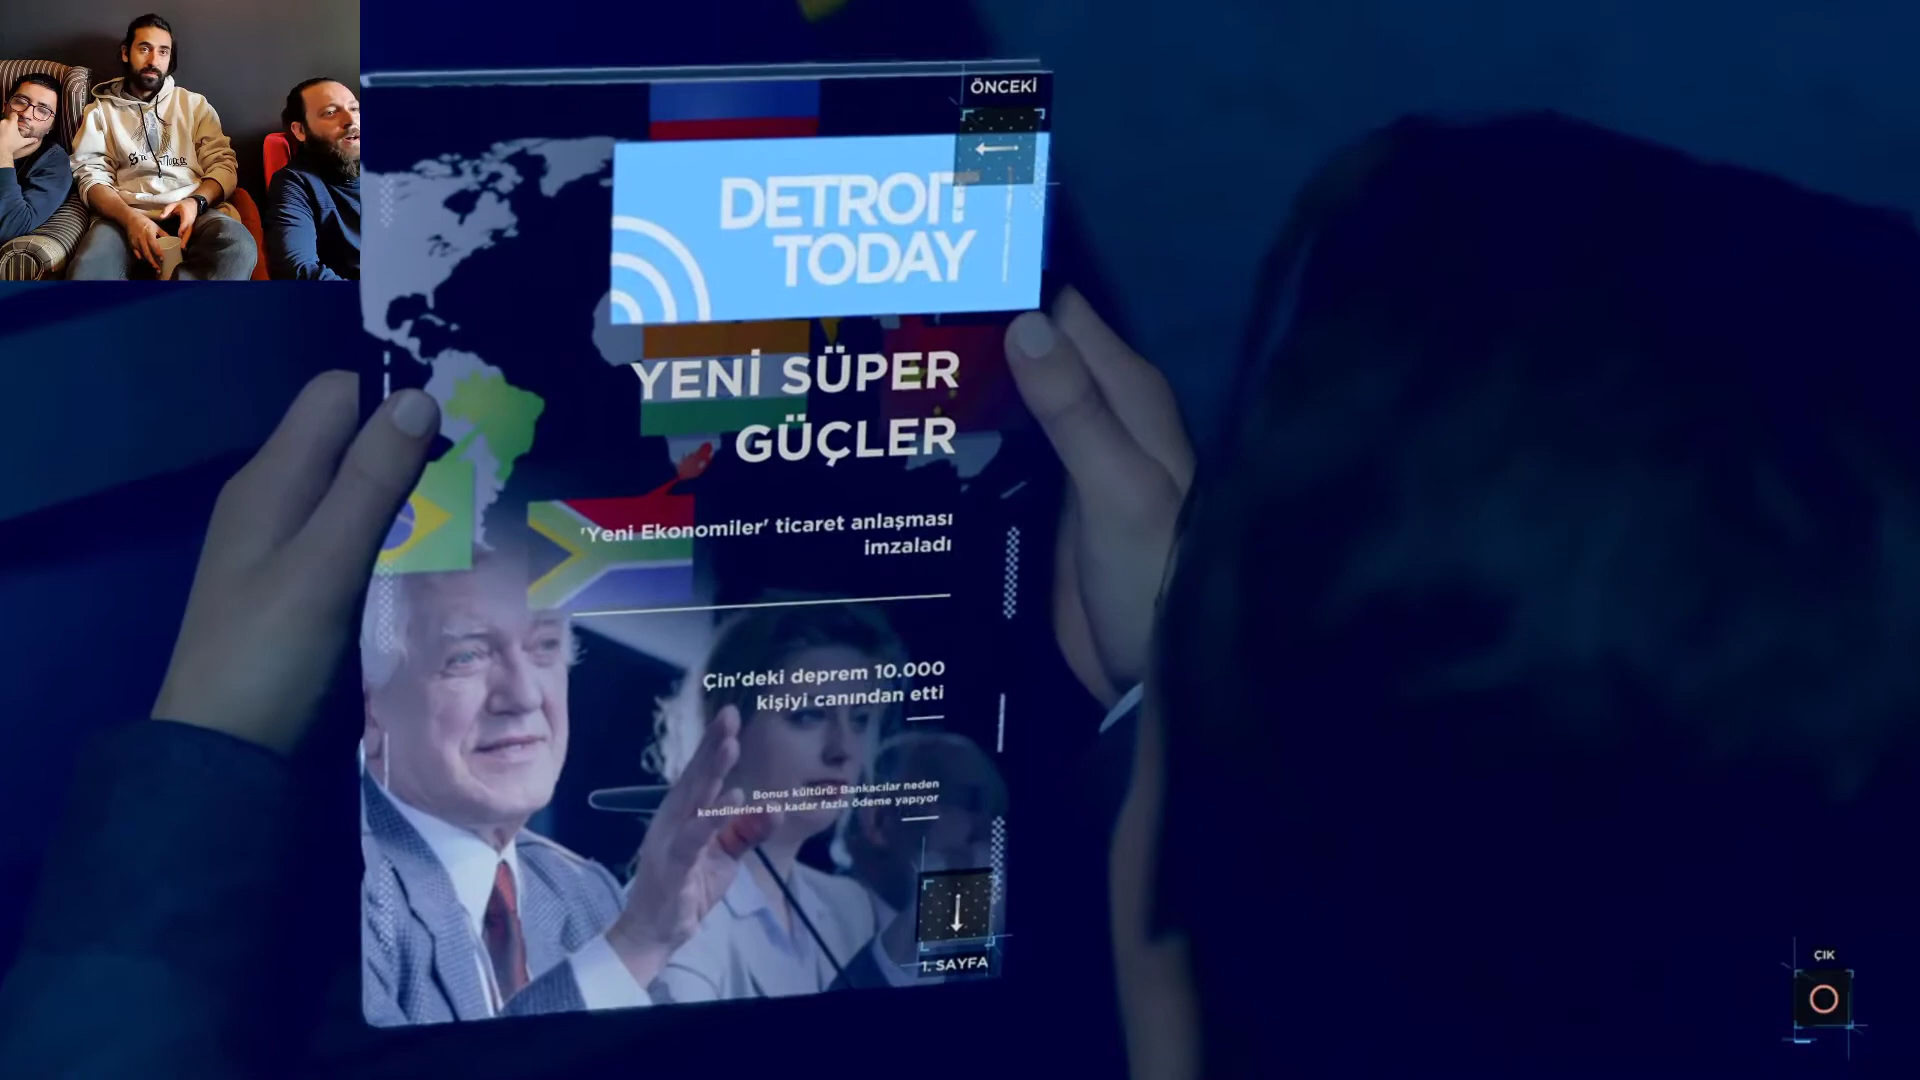 ÖNCEKİ
DETROIT
TODAY
YENİ SÜPER
GÜÇLER
'Yeni Ekonomiler' ticaret anlaşması
imzaladı
Çin'deki deprem 10.000
kişiyi canından etti
Bonus kültürü: Bankacılar neden
kendilerine bu kadar fazla ödeme yapıyor
1. SAYFA
ÇIK